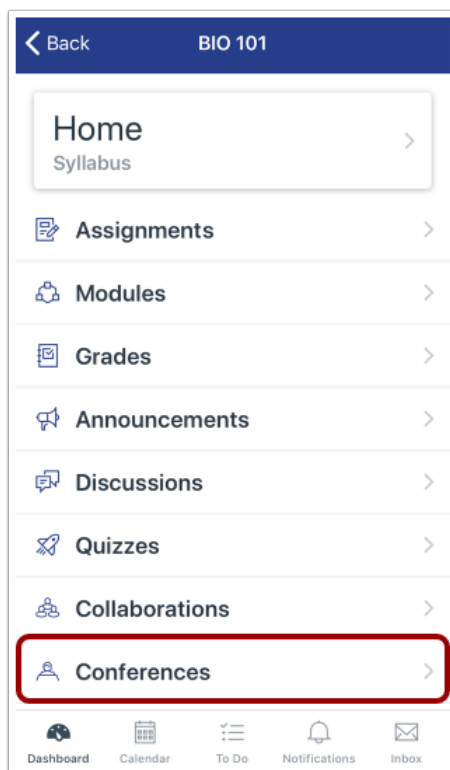 Back BIO 101
Home
Syllabus
Assignments
Modules
Grades
Announcements
Discussions
Quizzes
Collaborations
Conferences
Dashboard Calendar To Do Notifications Inbox